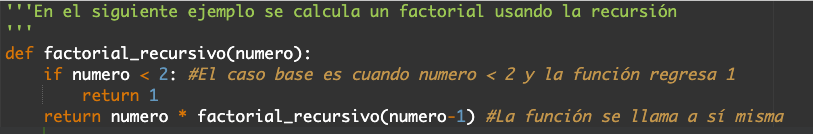 '''En el siguiente ejemplo se calcula un factorial usando la recursión
'''
def factorial_recursivo(numero):
    if numero < 2: #El caso base es cuando numero < 2 y la función regresa 1
        return 1
    return numero * factorial_recursivo(numero-1) #La función se llama a sí misma